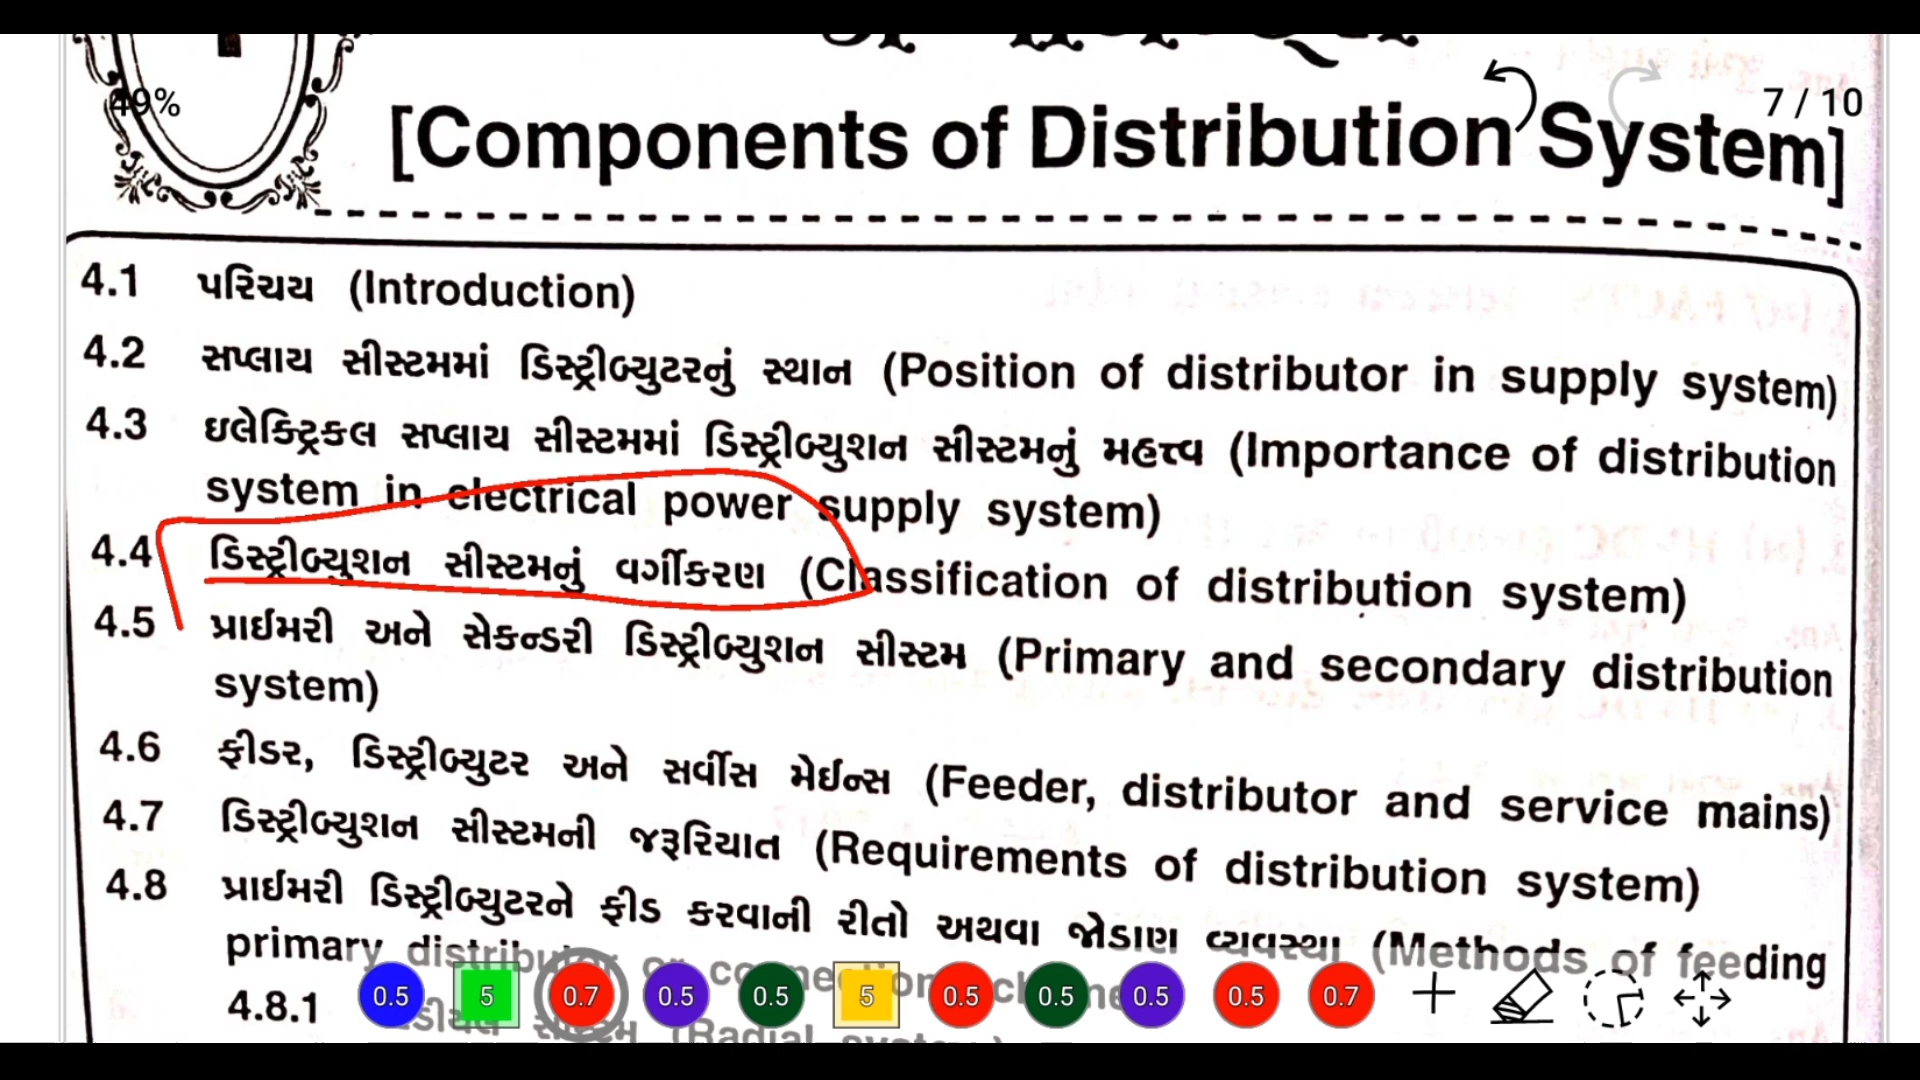 49%
7 / 10
[Components of Distribution System]
4.1 પરિચય (Introduction)
4.2 સપ્લાય સીસ્ટમમાં ડિસ્ટ્રીબ્યુટરનું સ્થાન (Position of distributor in supply system)
4.3 ઇલેક્ટ્રિકલ સપ્લાય સીસ્ટમમાં ડિસ્ટ્રીબ્યુશન સીસ્ટમનું મહત્ત્વ (Importance of distribution
system in electrical power supply system)
4.4 ડિસ્ટ્રીબ્યુશન સીસ્ટમનું વર્ગીકરણ (Classification of distribution system)
4.5 પ્રાઈમરી અને સેકન્ડરી ડિસ્ટ્રીબ્યુશન સીસ્ટમ (Primary and secondary distribution
system)
4.6 ફીડર, ડિસ્ટ્રીબ્યુટર અને સર્વીસ મેઈન્સ (Feeder, distributor and service mains)
4.7 ડિસ્ટ્રીબ્યુશન સીસ્ટમની જરૂરિયાત (Requirements of distribution system)
4.8 પ્રાઈમરી ડિસ્ટ્રીબ્યુટરને ફીડ કરવાની રીતો અથવા જોડાણ વ્યવસ્થા (Methods of feeding
primary
4.8.1 સીસ્ટમ (Radial system)
0.5 5 0.7 0.5 0.5 5 0.5 0.5 0.5 0.5 0.7